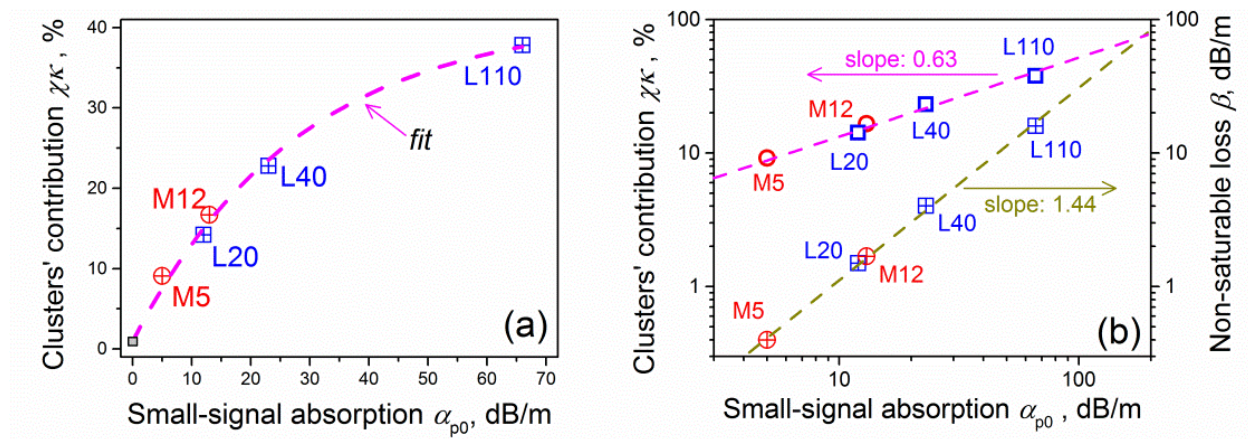 40
30
20
10
0
Clusters' contribution χκ , %
L110
fit
L40
M12
L20
M5
(a)
0 10 20 30 40 50 60 70
Small-signal absorption αp0, dB/m
100
10
1
Clusters' contribution χκ , %
100
10
1
Non-saturable loss β, dB/m
slope: 0.63
L110
M12
L40
L20
M5
L110
slope: 1.44
L40
L20
M12
M5
(b)
10 100
Small-signal absorption αp0 , dB/m